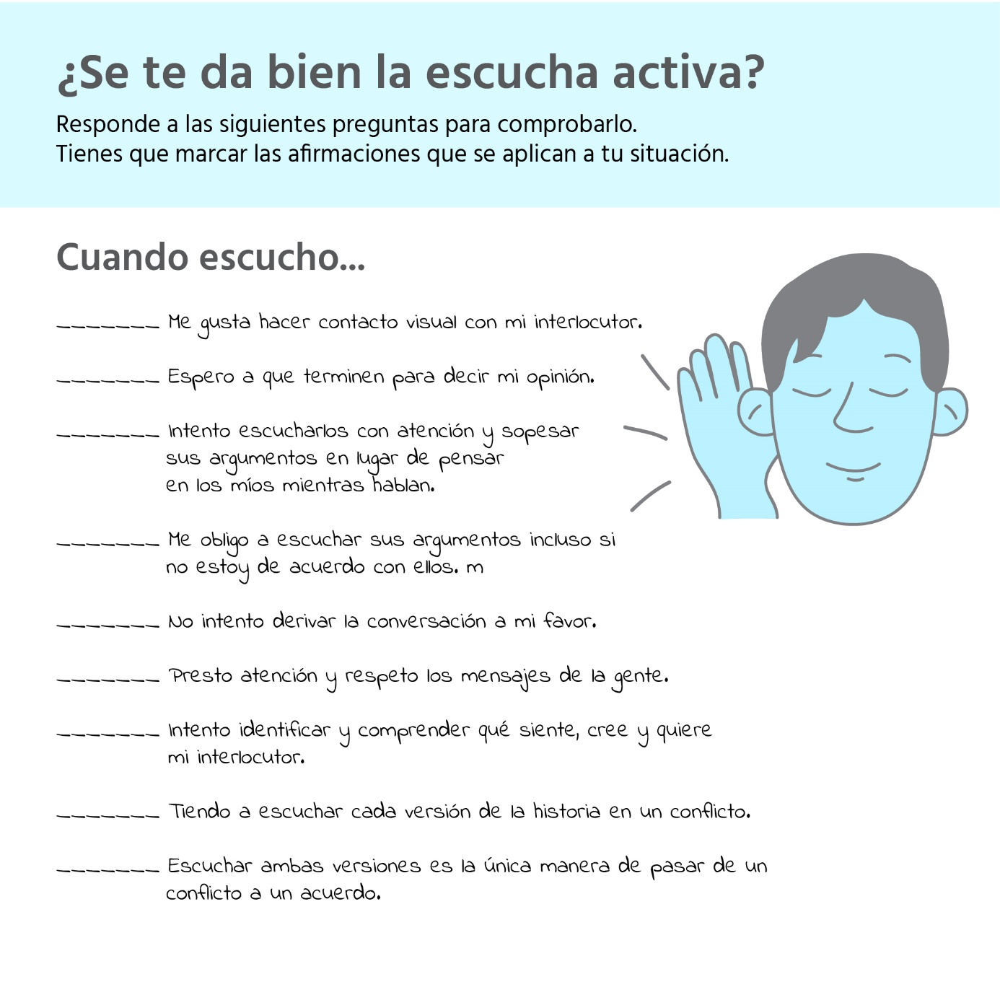 ¿Se te da bien la escucha activa?
Responde a las siguientes preguntas para comprobarlo.
Tienes que marcar las afirmaciones que se aplican a tu situación.
Cuando escucho...
_______ Me gusta hacer contacto visual con mi interlocutor.
_______ Espero a que terminen para decir mi opinión.
_______ Intento escucharlos con atención y sopesar
sus argumentos en lugar de pensar
en los míos mientras hablan.
_______ Me obligo a escuchar sus argumentos incluso si
no estoy de acuerdo con ellos. m
_______ No intento derivar la conversación a mi favor.
_______ Presto atención y respeto los mensajes de la gente.
_______ Intento identificar y comprender qué siente, cree y quiere
mi interlocutor.
_______ Tiendo a escuchar cada versión de la historia en un conflicto.
_______ Escuchar ambas versiones es la única manera de pasar de un
conflicto a un acuerdo.